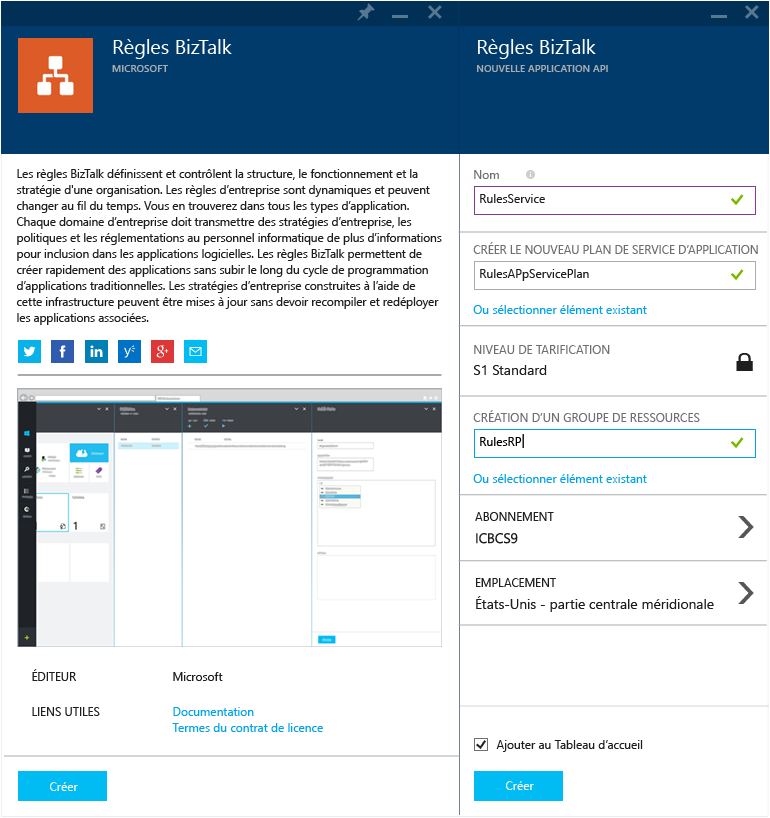 Règles BizTalk
MICROSOFT
Les règles BizTalk définissent et contrôlent la structure, le fonctionnement et la
stratégie d'une organisation. Les règles d’entreprise sont dynamiques et peuvent
changer au fil du temps. Vous en trouverez dans tous les types d’application.
Chaque domaine d’entreprise doit transmettre des stratégies d’entreprise, les
politiques et les réglementations au personnel informatique de plus d’informations
pour inclusion dans les applications logicielles. Les règles BizTalk permettent de
créer rapidement des applications sans subir le long du cycle de programmation
d’applications traditionnelles. Les stratégies d’entreprise construites à l’aide de
cette infrastructure peuvent être mises à jour sans devoir recompiler et redéployer
les applications associées.
ÉDITEUR Microsoft
LIENS UTILES Documentation
Termes du contrat de licence
Créer
Règles BizTalk
NOUVELLE APPLICATION API
Nom
RulesService
CRÉER LE NOUVEAU PLAN DE SERVICE D’APPLICATION
RulesAPpServicePlan
Ou sélectionner élément existant
NIVEAU DE TARIFICATION
S1 Standard
CRÉATION D’UN GROUPE DE RESSOURCES
RulesRP
Ou sélectionner élément existant
ABONNEMENT
ICBCS9
EMPLACEMENT
États-Unis - partie centrale méridionale
Ajouter au Tableau d’accueil
Créer